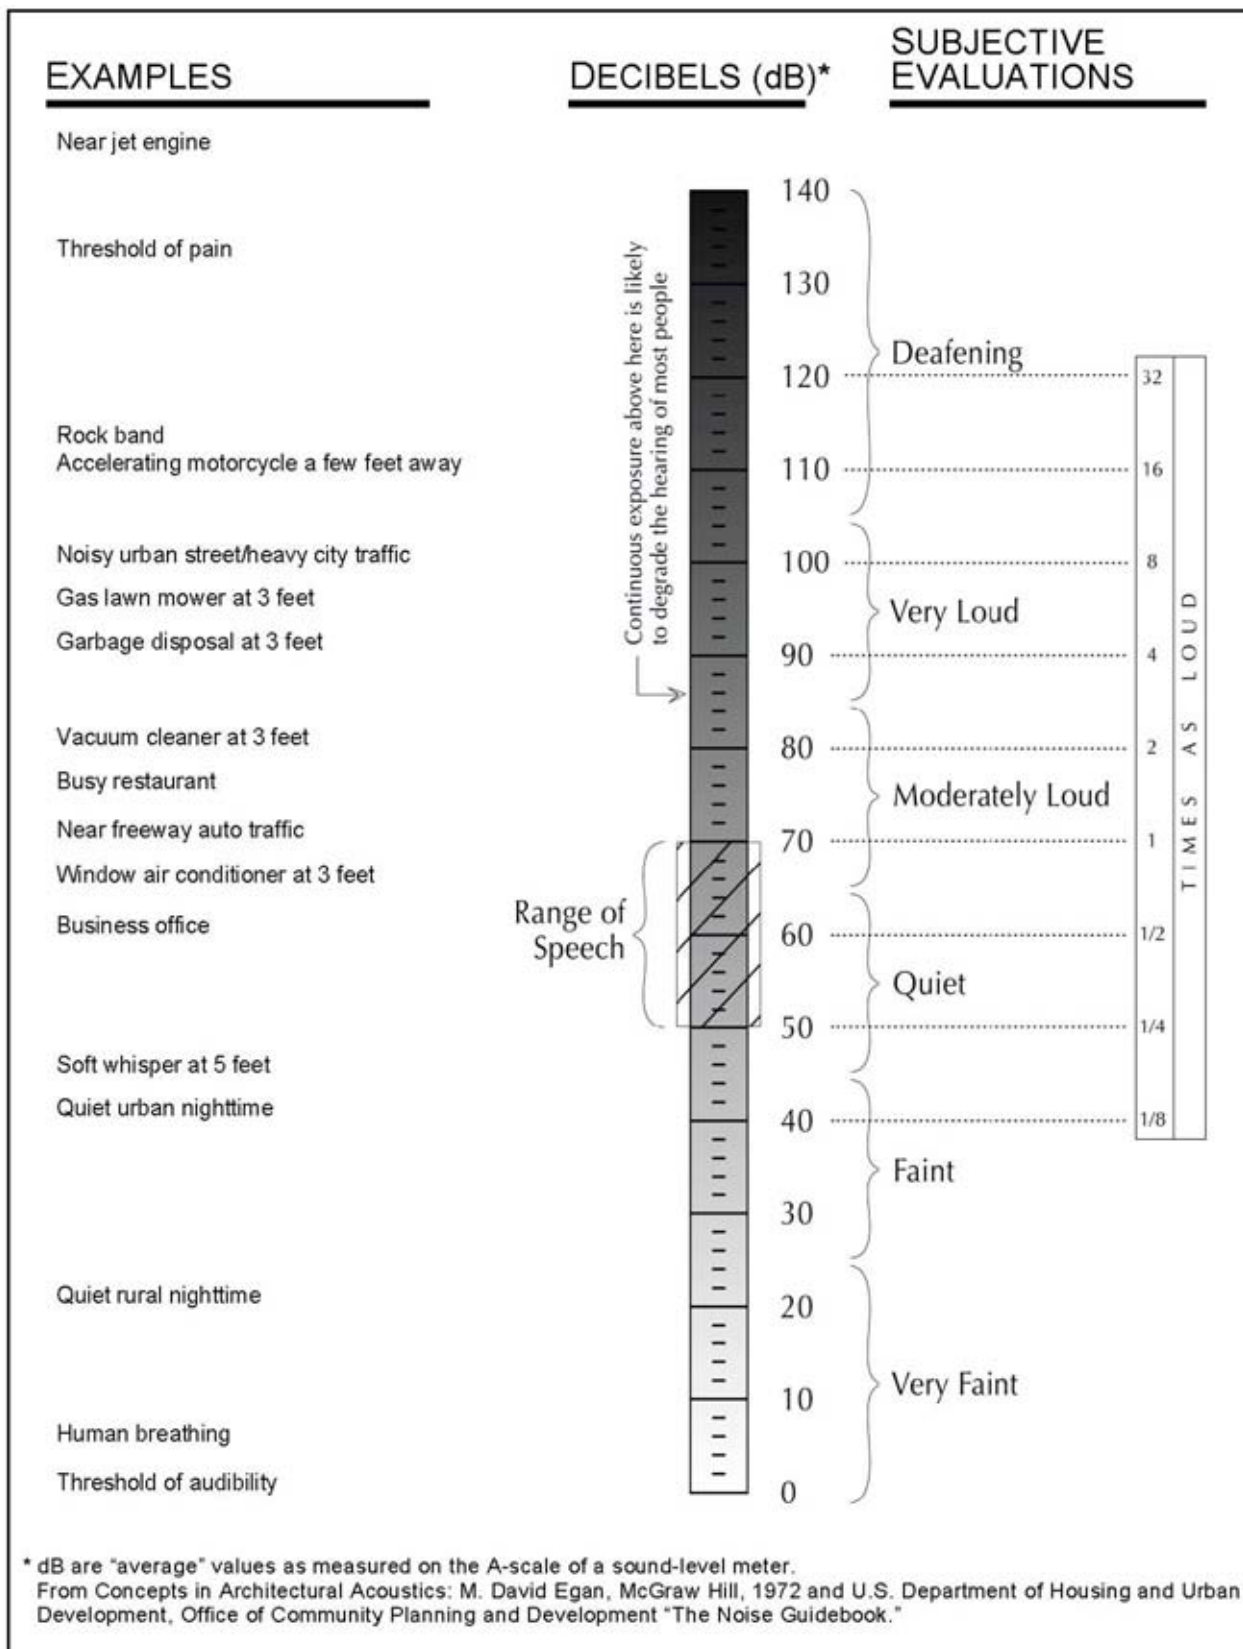 EXAMPLES
DECIBELS (dB)*
SUBJECTIVE
EVALUATIONS
Near jet engine
Threshold of pain
Rock band
Accelerating motorcycle a few feet away
Noisy urban street/heavy city traffic
Gas lawn mower at 3 feet
Garbage disposal at 3 feet
Vacuum cleaner at 3 feet
Busy restaurant
Near freeway auto traffic
Window air conditioner at 3 feet
Business office
Soft whisper at 5 feet
Quiet urban nighttime
Quiet rural nighttime
Human breathing
Threshold of audibility
Continuous exposure above here is likely
to degrade the hearing of most people
Range of
Speech
140
130
120
110
100
90
80
70
60
50
40
30
20
10
0
Deafening
Very Loud
Moderately Loud
Quiet
Faint
Very Faint
32
16
8
4
2
1
1/2
1/4
1/8
TIMES AS LOUD
* dB are “average” values as measured on the A-scale of a sound-level meter.
From Concepts in Architectural Acoustics: M. David Egan, McGraw Hill, 1972 and U.S. Department of Housing and Urban
Development, Office of Community Planning and Development “The Noise Guidebook.”